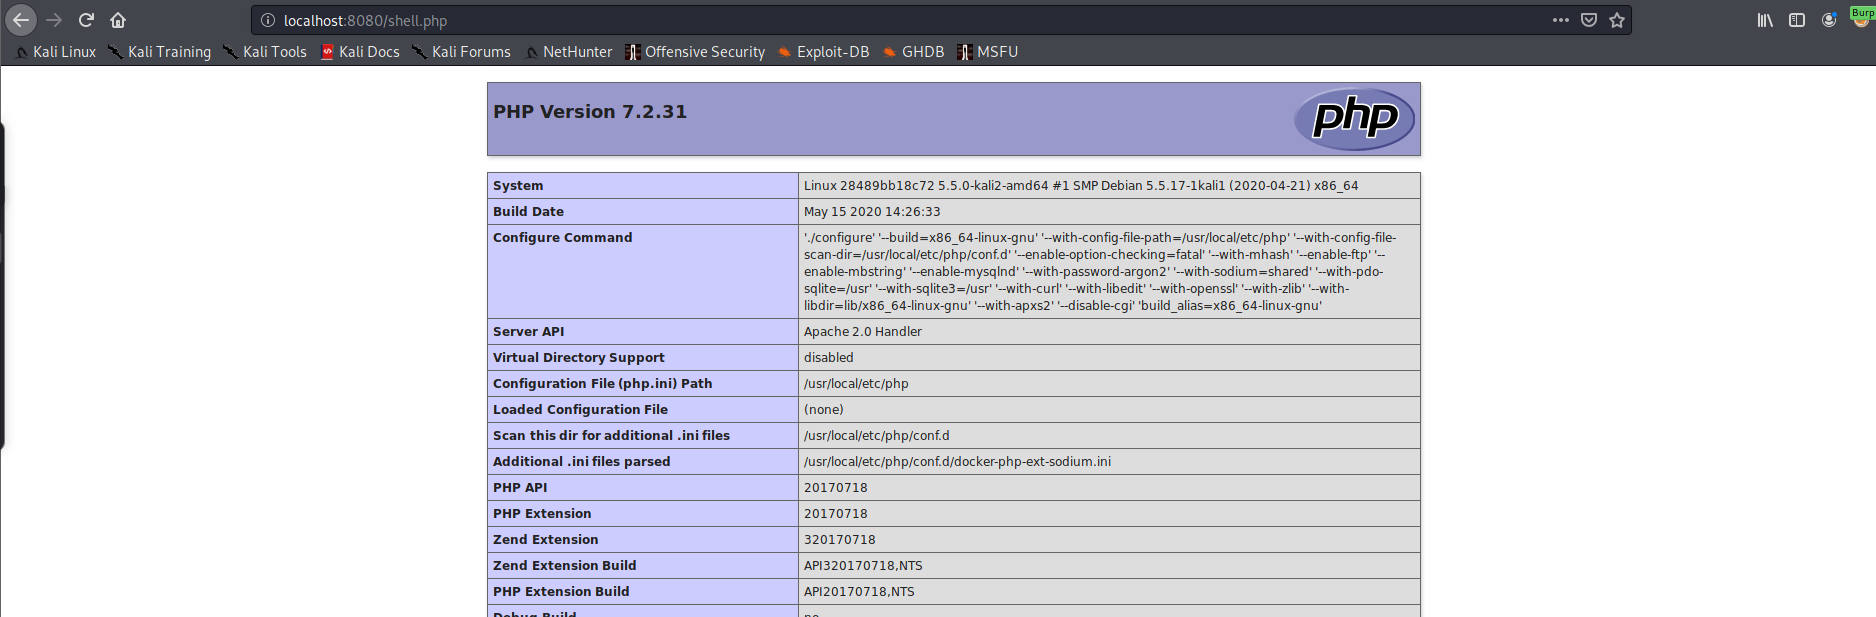 localhost:8080/shell.php
Burp
Kali Linux Kali Training Kali Tools Kali Docs Kali Forums NetHunter Offensive Security Exploit-DB GHDB MSFU
PHP Version 7.2.31
php
System Linux 28489bb18c72 5.5.0-kali2-amd64 #1 SMP Debian 5.5.17-1kali1 (2020-04-21) x86_64
Build Date May 15 2020 14:26:33
Configure Command './configure' '--build=x86_64-linux-gnu' '--with-config-file-path=/usr/local/etc/php' '--with-config-file-
scan-dir=/usr/local/etc/php/conf.d' '--enable-option-checking=fatal' '--with-mhash' '--enable-ftp' '--
enable-mbstring' '--enable-mysqlnd' '--with-password-argon2' '--with-sodium=shared' '--with-pdo-
sqlite=/usr' '--with-sqlite3=/usr' '--with-curl' '--with-libedit' '--with-openssl' '--with-zlib' '--with-
libdir=lib/x86_64-linux-gnu' '--with-apxs2' '--disable-cgi' 'build_alias=x86_64-linux-gnu'
Server API Apache 2.0 Handler
Virtual Directory Support disabled
Configuration File (php.ini) Path /usr/local/etc/php
Loaded Configuration File (none)
Scan this dir for additional .ini files /usr/local/etc/php/conf.d
Additional .ini files parsed /usr/local/etc/php/conf.d/docker-php-ext-sodium.ini
PHP API 20170718
PHP Extension 20170718
Zend Extension 320170718
Zend Extension Build API320170718,NTS
PHP Extension Build API20170718,NTS
Debug Build no